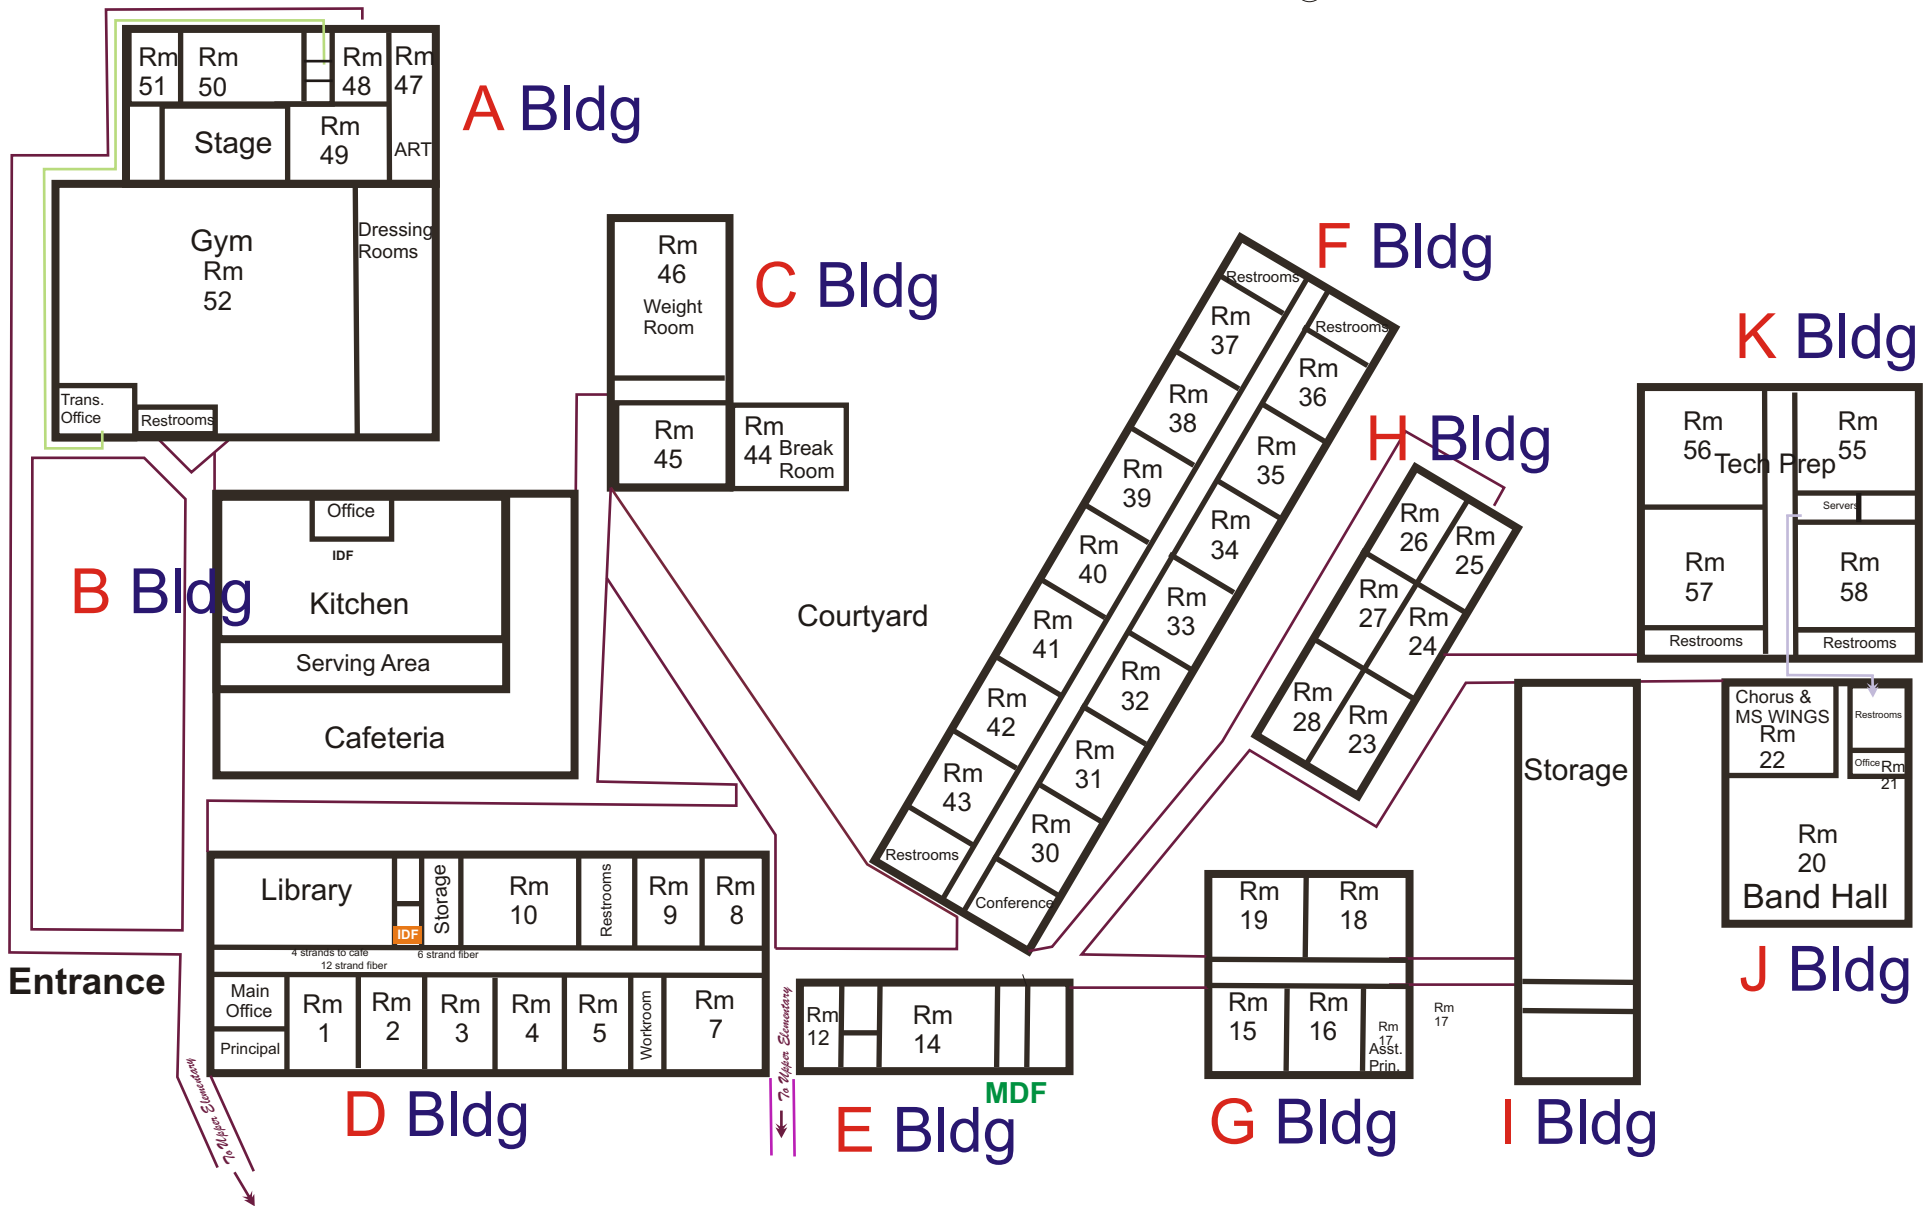 Rm
51
Rm
50
Rm
48
Rm
47
A Bldg
Stage
Rm
49
ART
Gym
Rm
52
Dressing
Rooms
Trans.
Office
Restrooms
B Bldg
Office
IDF
Kitchen
Serving Area
Cafeteria
Rm
46
Weight
Room
C Bldg
Rm
45
Rm
44 Break
Room
Courtyard
F Bldg
Restrooms
Restrooms
Rm
37
Rm
38
Rm
39
Rm
40
Rm
41
Rm
42
Rm
43
Restrooms
Rm
36
Rm
35
Rm
34
Rm
33
Rm
32
Rm
31
Rm
30
Conference
H Bldg
Rm
26
Rm
25
Rm
27
Rm
24
Rm
28
Rm
23
K Bldg
Rm
56
Rm
55
Tech Prep
Servers
Rm
57
Rm
58
Restrooms
Restrooms
Chorus &
MS WINGS
Rm
22
Restrooms
Office Rm
21
Rm
20
Band Hall
J Bldg
Storage
I Bldg
Rm
19
Rm
18
Rm
15
Rm
16
Rm
17
Asst.
Prin.
Rm
17
G Bldg
Entrance
Library
IDF
Storage
Rm
10
Restrooms
Rm
9
Rm
8
4 strands to cafe
6 strand fiber
12 strand fiber
Main
Office
Principal
Rm
1
Rm
2
Rm
3
Rm
4
Rm
5
Workroom
Rm
7
D Bldg
To Upper Elementary
To Upper Elementary
Rm
12
Rm
14
MDF
E Bldg